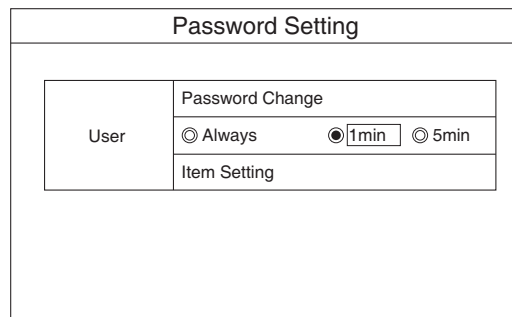 Password Setting
Password Change
User
Always 1min 5min
Item Setting